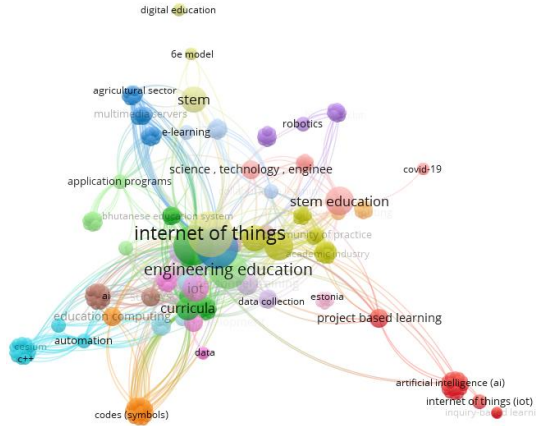 digital education
6e model
agricultural sector
stem
multimedia servers
robotics
e-learning
science , technology , enginee
covid-19
application programs
stem education
bhutanese education system
internet of things
academic industry
engineering education
iot
ai
data collection
estonia
curricula
education computing
project based learning
automation
c++
data
artificial intelligence (ai)
internet of things (iot)
codes (symbols)